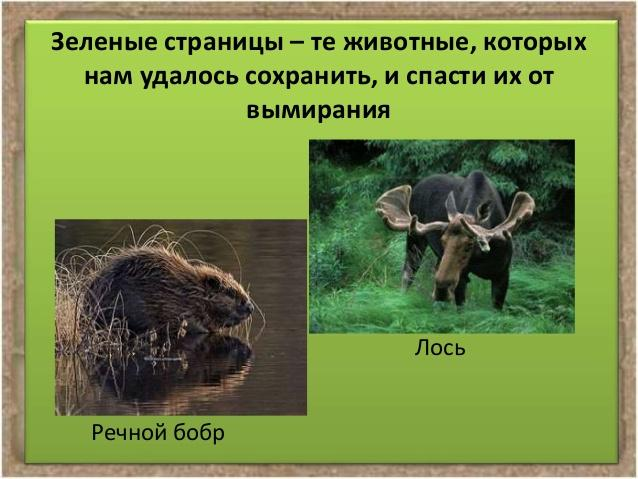 Зеленые страницы – те животные, которых
нам удалось сохранить, и спасти их от
вымирания
Лось
Речной бобр